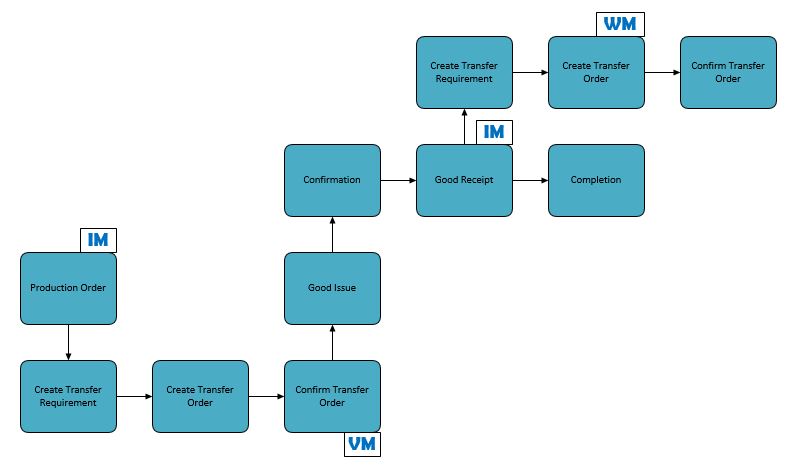 WM
Create Transfer
Requirement
Create Transfer
Order
Confirm Transfer
Order
IM
Confirmation
Good Receipt
Completion
IM
Production Order
Good Issue
Create Transfer
Requirement
Create Transfer
Order
Confirm Transfer
Order
VM